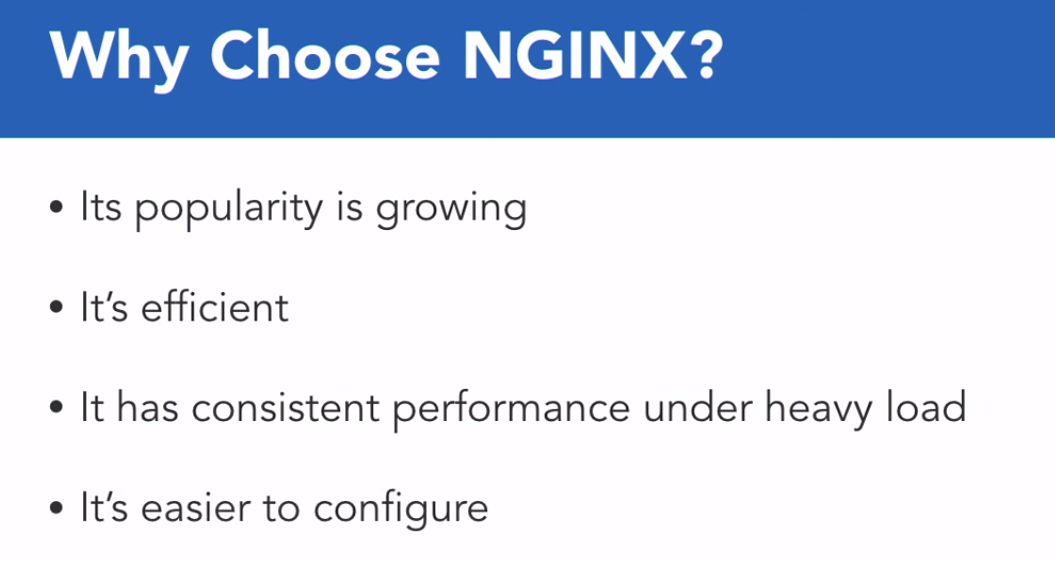 Why Choose NGINX?
• Its popularity is growing
• It’s efficient
• It has consistent performance under heavy load
• It’s easier to configure